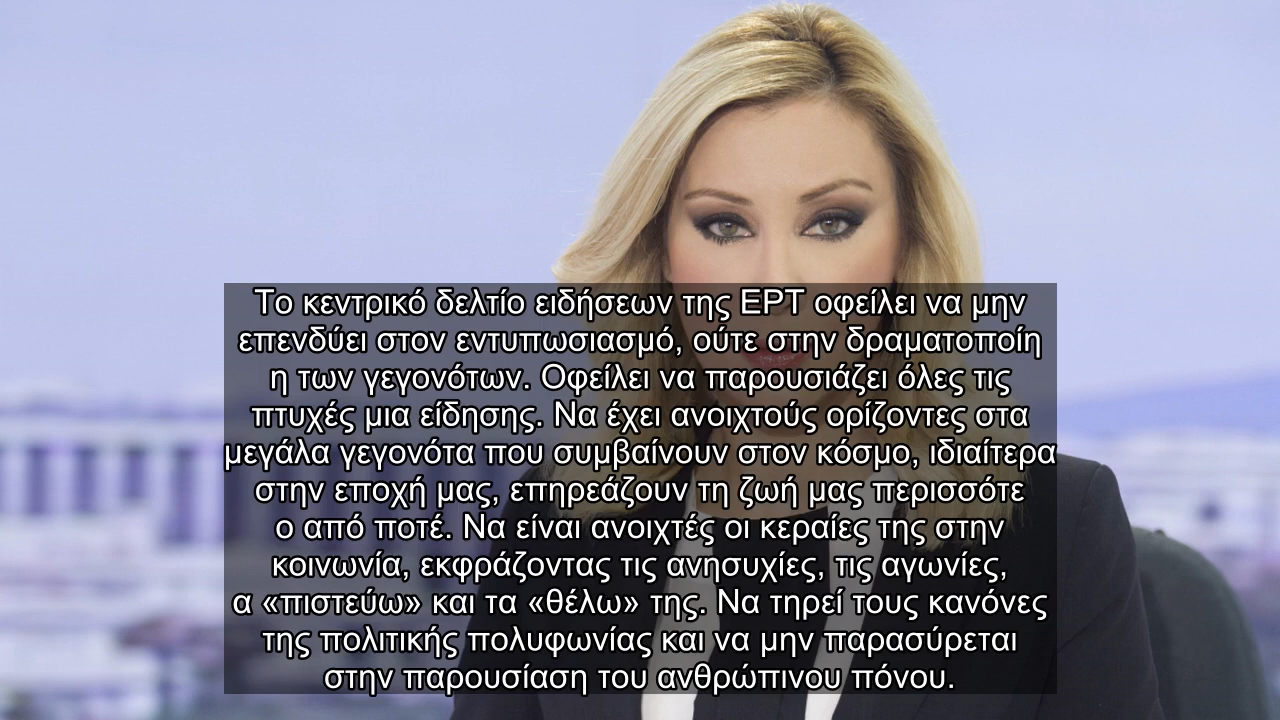 Το κεντρικό δελτίο ειδήσεων της ΕΡΤ οφείλει να μην
επενδύει στον εντυπωσιασμό, ούτε στην δραματοποίη
η των γεγονότων. Οφείλει να παρουσιάζει όλες τις
πτυχές μια είδησης. Να έχει ανοιχτούς ορίζοντες στα
μεγάλα γεγονότα που συμβαίνουν στον κόσμο, ιδιαίτερα
στην εποχή μας, επηρεάζουν τη ζωή μας περισσότε
ο από ποτέ. Να είναι ανοιχτές οι κεραίες της στην
κοινωνία, εκφράζοντας τις ανησυχίες, τις αγωνίες,
α «πιστεύω» και τα «θέλω» της. Να τηρεί τους κανόνες
της πολιτικής πολυφωνίας και να μην παρασύρεται
στην παρουσίαση του ανθρώπινου πόνου.